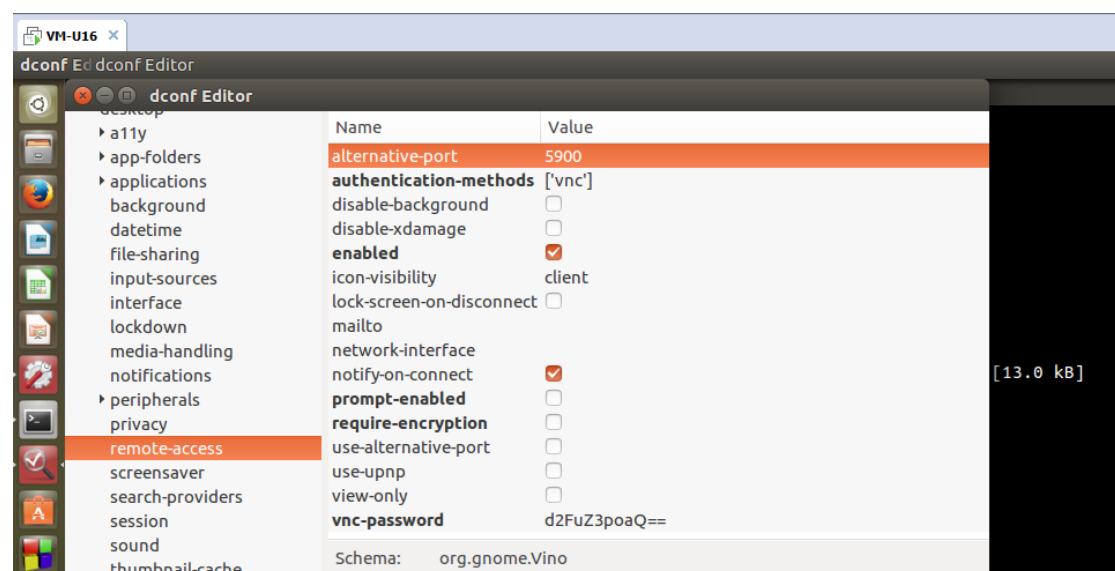 VM-U16 ×
dconf Ed dconf Editor
dconf Editor
desktop
a11y
app-folders
applications
background
datetime
file-sharing
input-sources
interface
lockdown
media-handling
notifications
peripherals
privacy
remote-access
screensaver
search-providers
session
sound
thumbnail-cache
Name Value
alternative-port 5900
authentication-methods ['vnc']
disable-background
disable-xdamage
enabled
icon-visibility client
lock-screen-on-disconnect
mailto
network-interface
notify-on-connect
prompt-enabled
require-encryption
use-alternative-port
use-upnp
view-only
vnc-password d2FuZ3poaQ==
Schema: org.gnome.Vino
[13.0 kB]